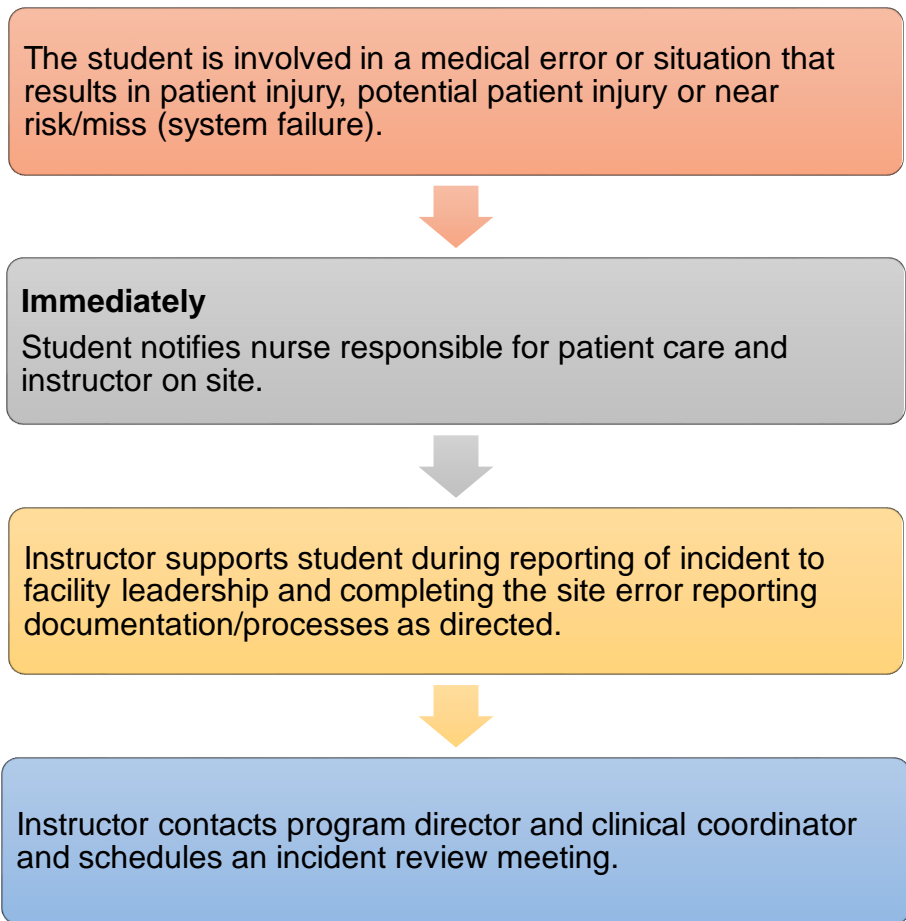 The student is involved in a medical error or situation that
results in patient injury, potential patient injury or near
risk/miss (system failure).
Immediately
Student notifies nurse responsible for patient care and
instructor on site.
Instructor supports student during reporting of incident to
facility leadership and completing the site error reporting
documentation/processes as directed.
Instructor contacts program director and clinical coordinator
and schedules an incident review meeting.